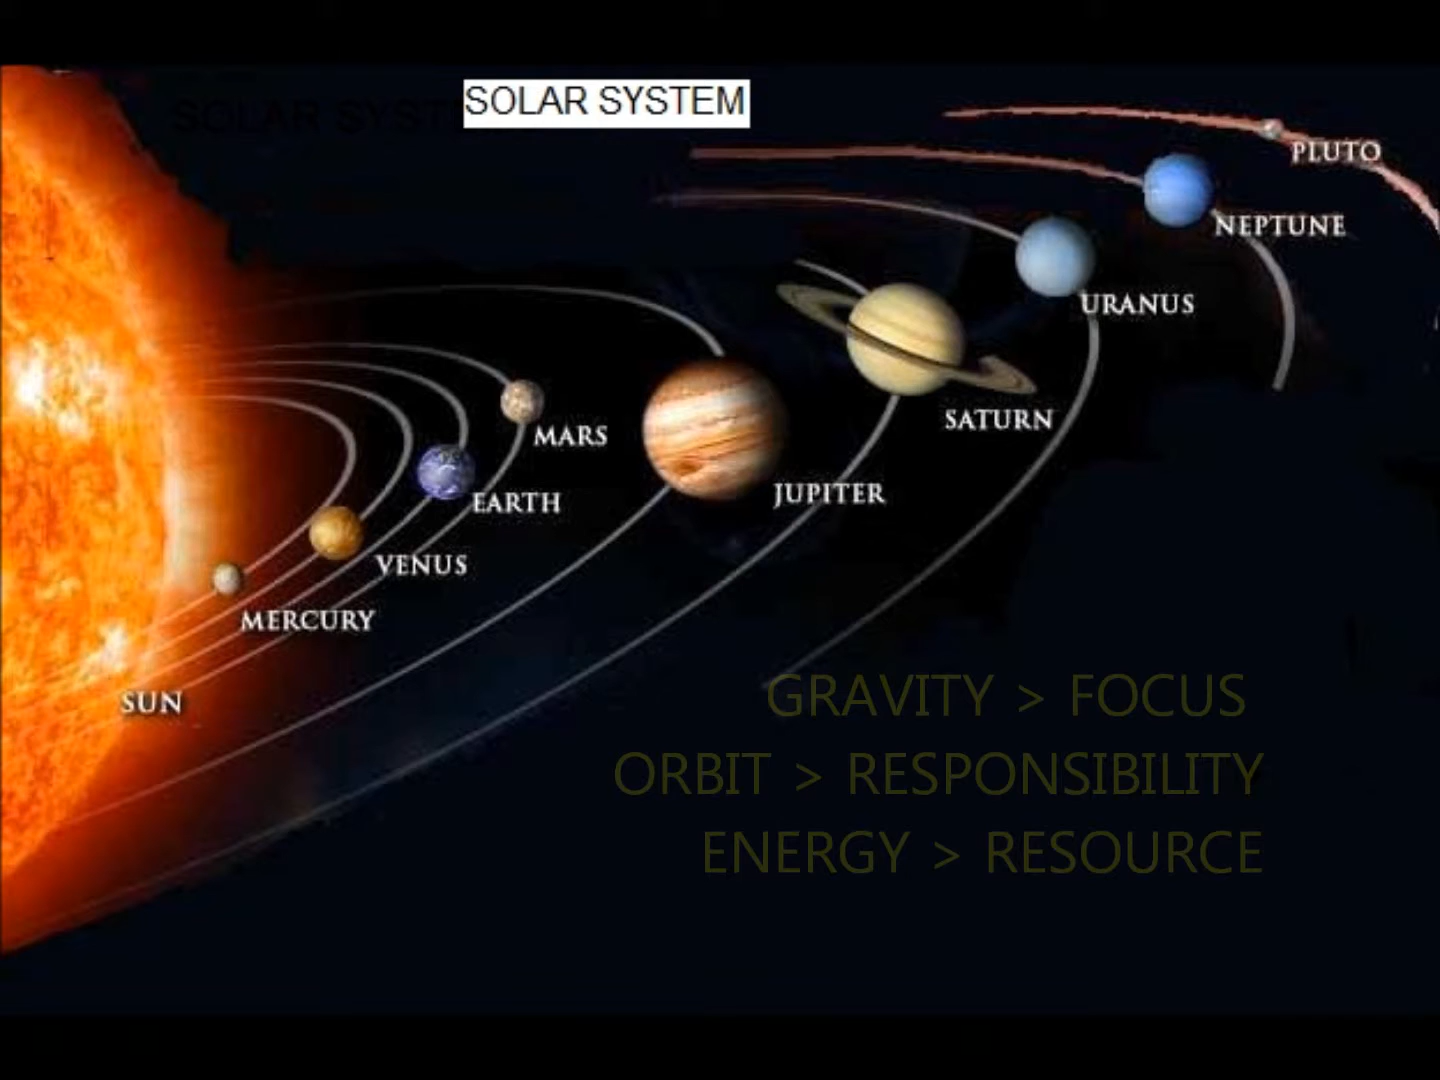 SOLAR SYSTEM
PLUTO
NEPTUNE
URANUS
SATURN
MARS
JUPITER
EARTH
VENUS
MERCURY
SUN
GRAVITY > FOCUS
ORBIT > RESPONSIBILITY
ENERGY > RESOURCE